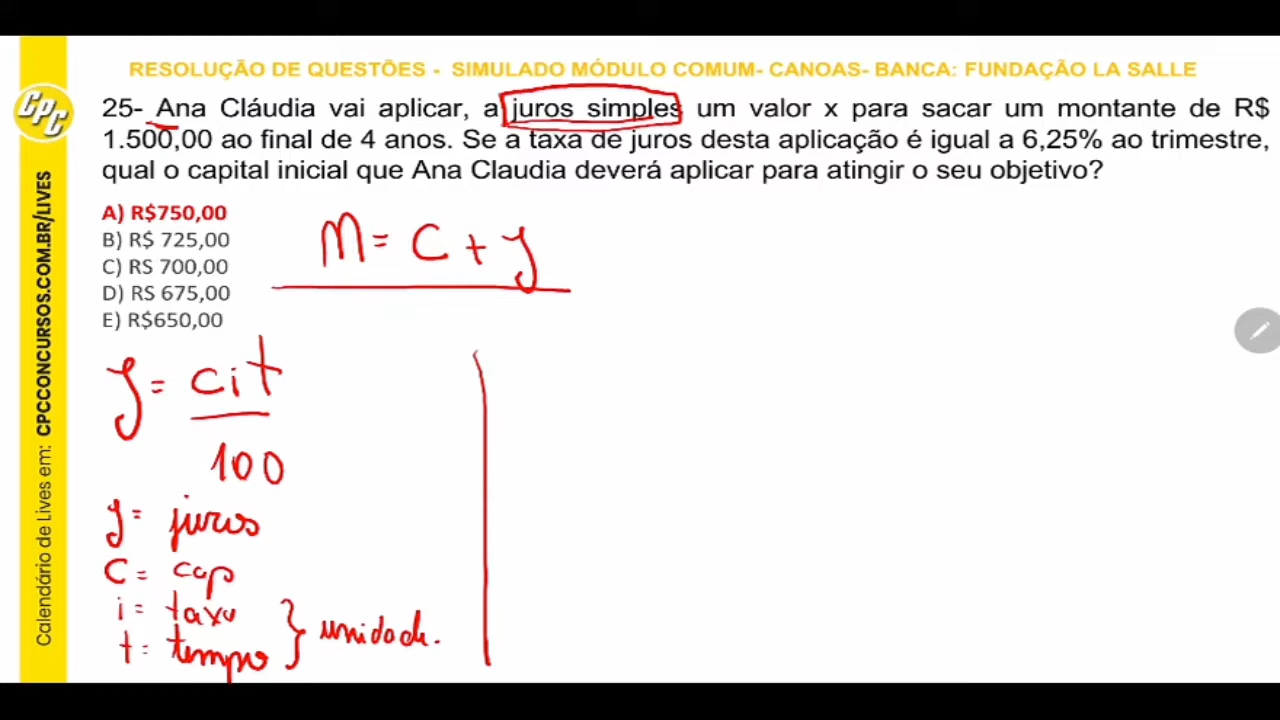 RESOLUÇÃO DE QUESTÕES - SIMULADO MÓDULO COMUM- CANOAS- BANCA: FUNDAÇÃO LA SALLE
25- Ana Cláudia vai aplicar, a juros simples um valor x para sacar um montante de R$
1.500,00 ao final de 4 anos. Se a taxa de juros desta aplicação é igual a 6,25% ao trimestre,
qual o capital inicial que Ana Claudia deverá aplicar para atingir o seu objetivo?
A) R$750,00
B) R$ 725,00
C) RS 700,00
D) RS 675,00
E) R$650,00
M = C + J
J = cit
100
J = juros
C = cap
i = taxa
t = tempo
} unidade.
CPC
Calendário de Lives em: CPCCONCURSOS.COM.BR/LIVES